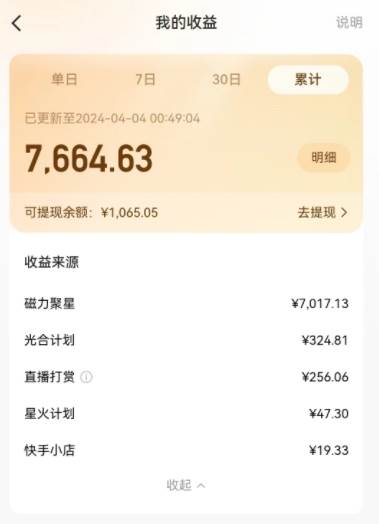 我的收益
说明
单日 7日 30日 累计
已更新至2024-04-04 00:49:04
7,664.63
明细
可提现余额：¥1,065.05 去提现
收益来源
磁力聚星 ¥7,017.13
光合计划 ¥324.81
直播打赏 ¥256.06
星火计划 ¥47.30
快手小店 ¥19.33
收起